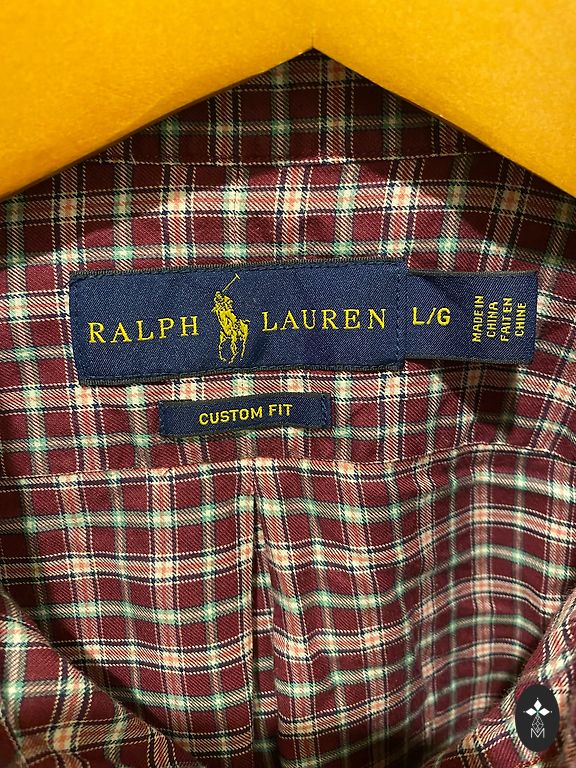 RALPH LAUREN
L/G
MADE IN
CHINA
FAIT EN
CHINE
CUSTOM FIT